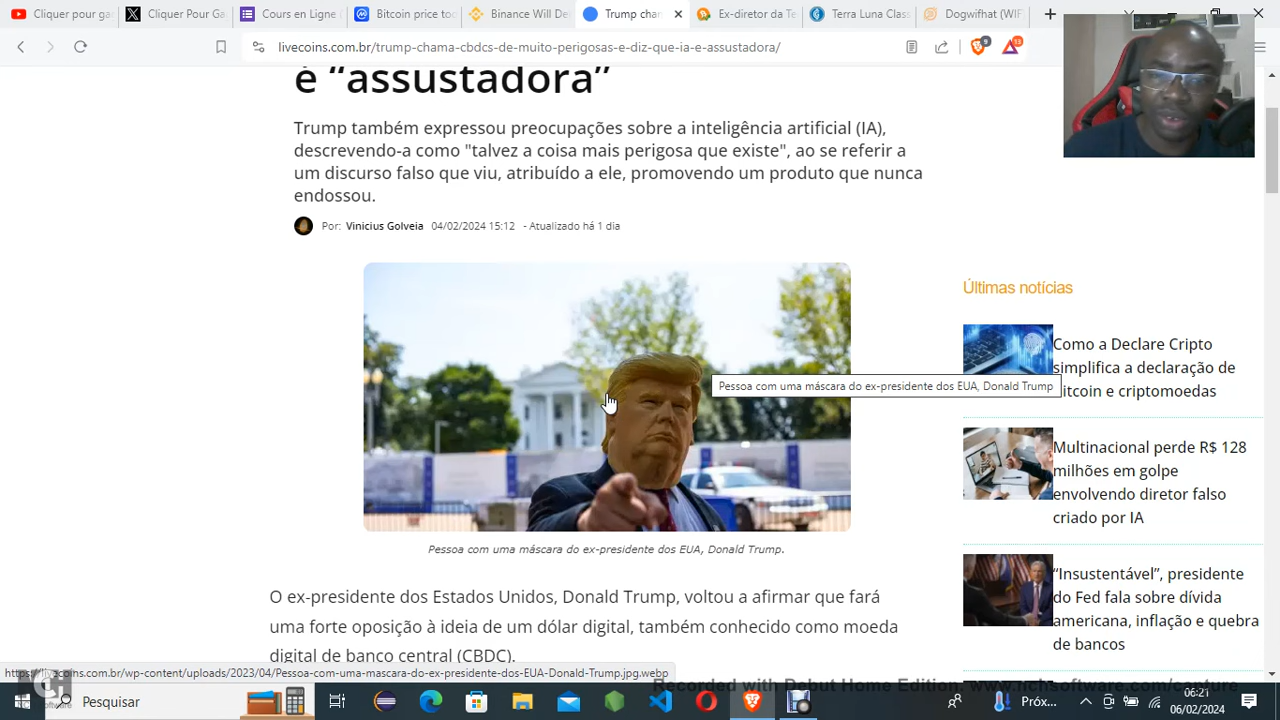 Cliquer pour ga
Cliquer Pour Ga
Cours en Ligne (
Bitcoin price to
Binance Will De
Trump cha
Ex-diretor da Te
Terra Luna Class
Dogwifhat (WIF
livecoins.com.br/trump-chama-cbdcs-de-muito-perigosas-e-diz-que-ia-e-assustadora/
9
13
é “assustadora”
Trump também expressou preocupações sobre a inteligência artificial (IA),
descrevendo-a como "talvez a coisa mais perigosa que existe", ao se referir a
um discurso falso que viu, atribuído a ele, promovendo um produto que nunca
endossou.
Por: Vinicius Golveia 04/02/2024 15:12 - Atualizado há 1 dia
Pessoa com uma máscara do ex-presidente dos EUA, Donald Trump
Pessoa com uma máscara do ex-presidente dos EUA, Donald Trump.
O ex-presidente dos Estados Unidos, Donald Trump, voltou a afirmar que fará
uma forte oposição à ideia de um dólar digital, também conhecido como moeda
digital de banco central (CBDC).
Últimas notícias
Como a Declare Cripto
simplifica a declaração de
bitcoin e criptomoedas
Multinacional perde R$ 128
milhões em golpe
envolvendo diretor falso
criado por IA
“Insustentável”, presidente
do Fed fala sobre dívida
americana, inflação e quebra
de bancos
https://livecoins.com.br/wp-content/uploads/2023/04/Pessoa-com-uma-mascara-do-ex-presidente-dos-EUA-Donald-Trump.jpg.webp
Recorded with Debut Home Edition, www.nchsoftware.com/capture
Pesquisar
Próx...
06:21
06/02/2024